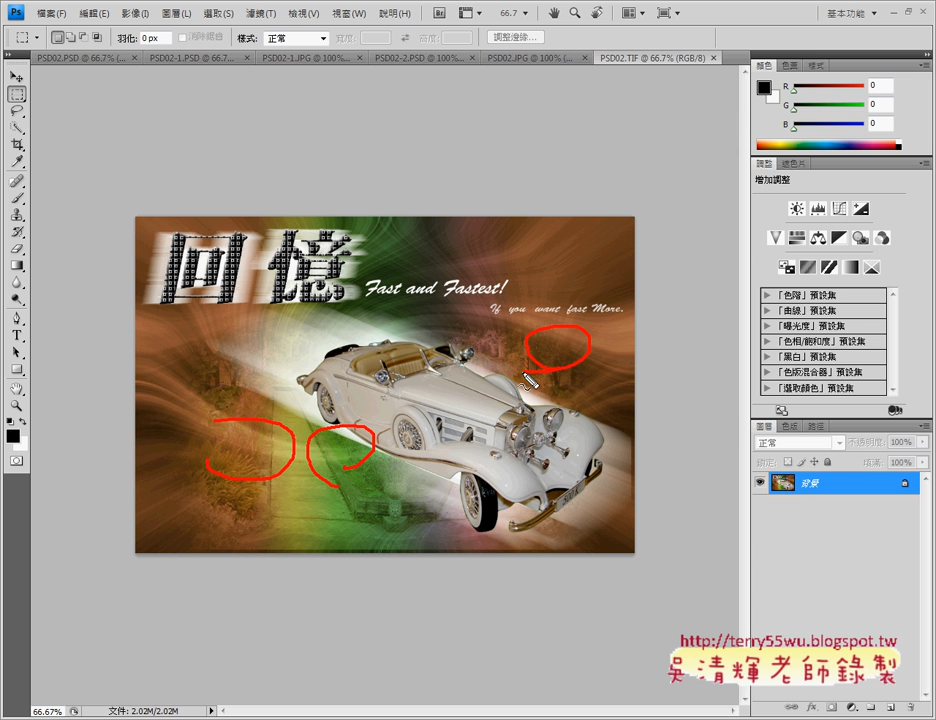 Ps 檔案(F) 編輯(E) 影像(I) 圖層(L) 選取(S) 濾鏡(T) 檢視(V) 視窗(W) 說明(H) Br 66.7 基本功能
羽化: 0 px 消除鋸齒 樣式: 正常 寬度: 高度: 調整邊緣...
PSD02.PSD @ 66.7% (... PSD02-1.PSD @ 66.7... PSD02-1.JPG @ 100%... PSD02-2.PSD @ 100%... PSD02.JPG @ 100% (... PSD02.TIF @ 66.7% (RGB/8)
顏色 色票 樣式
R 0
G 0
B 0
調整 遮色片
增加調整
「色階」預設集
「曲線」預設集
「曝光度」預設集
「色相/飽和度」預設集
「黑白」預設集
「色版混合器」預設集
「選取顏色」預設集
圖層 色版 路徑
正常 不透明度: 100%
鎖定: 填滿: 100%
背景
回憶
Fast and Fastest!
If you want fast More.
http://terry55wu.blogspot.tw
吳清輝老師錄製
66.67% 文件: 2.02M/2.02M